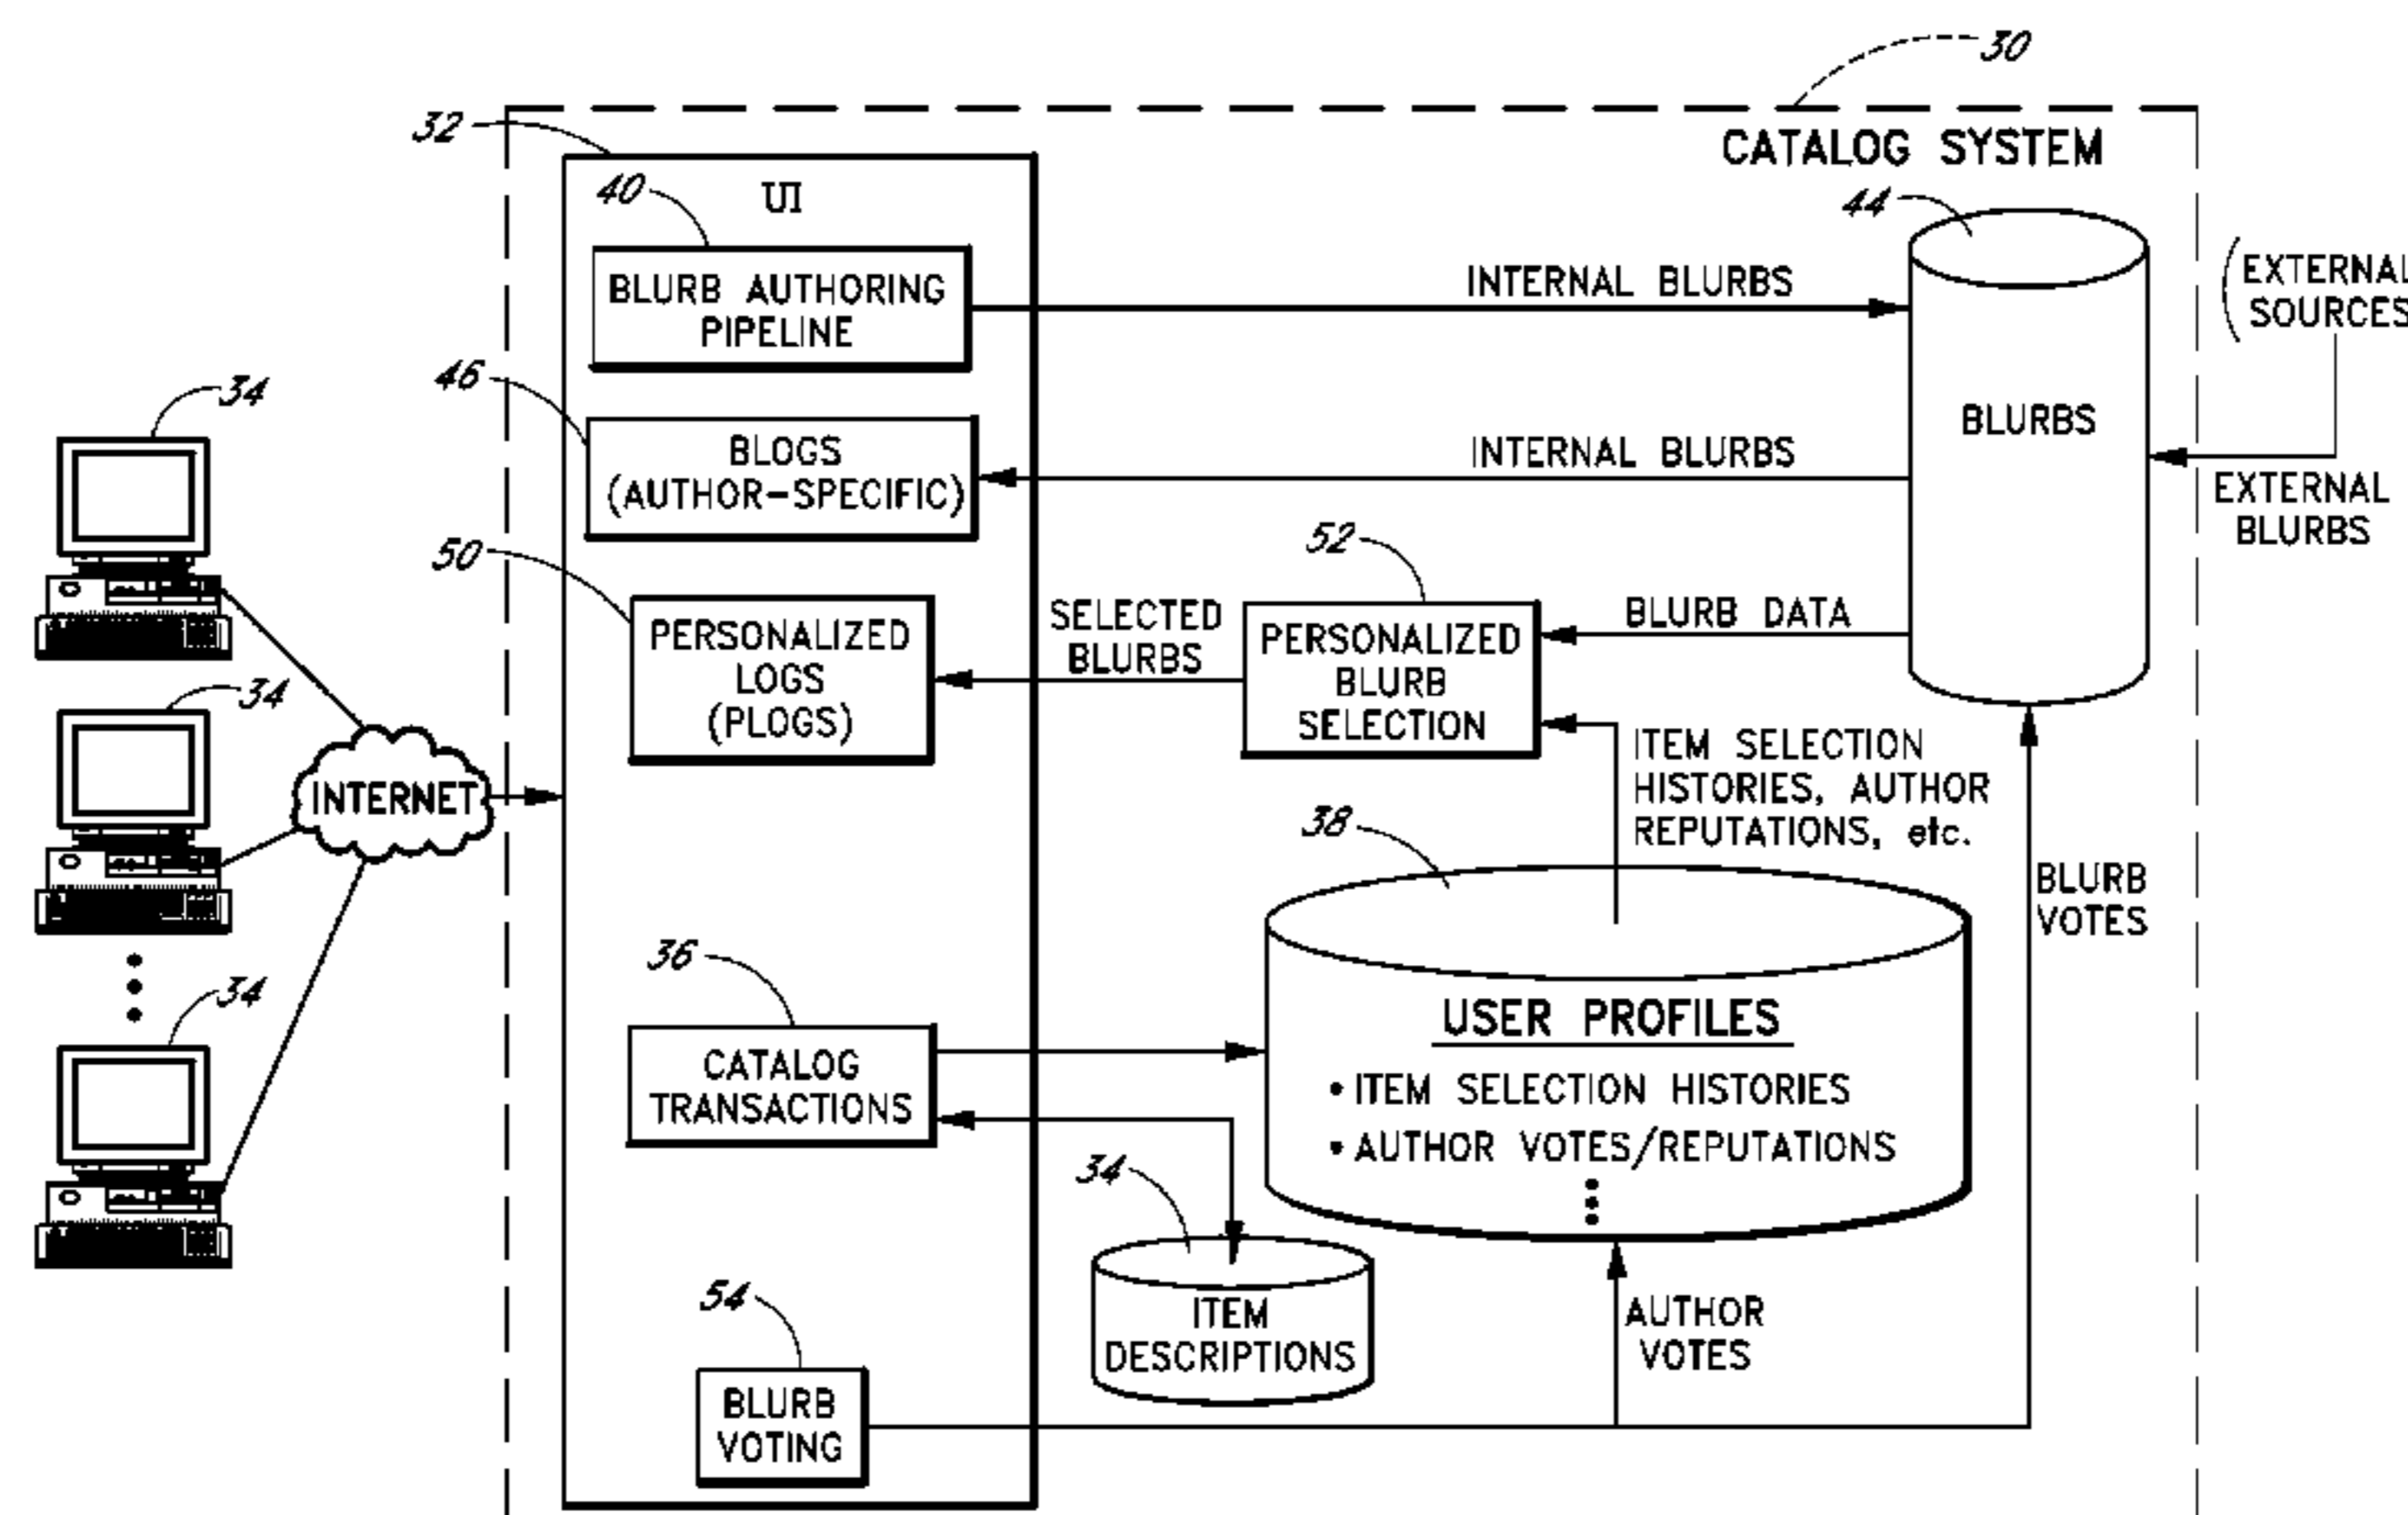 30
32
CATALOG SYSTEM
UI
40
44
BLURB AUTHORING
PIPELINE
INTERNAL BLURBS
(EXTERNAL
SOURCES
46
34
BLOGS
(AUTHOR-SPECIFIC)
INTERNAL BLURBS
BLURBS
EXTERNAL
BLURBS
50
52
PERSONALIZED
LOGS
(PLOGS)
SELECTED
BLURBS
PERSONALIZED
BLURB
SELECTION
BLURB DATA
34
INTERNET
ITEM SELECTION
HISTORIES, AUTHOR
REPUTATIONS, etc.
38
BLURB
VOTES
36
34
CATALOG
TRANSACTIONS
USER PROFILES
• ITEM SELECTION HISTORIES
• AUTHOR VOTES/REPUTATIONS
34
ITEM
DESCRIPTIONS
AUTHOR
VOTES
54
BLURB
VOTING